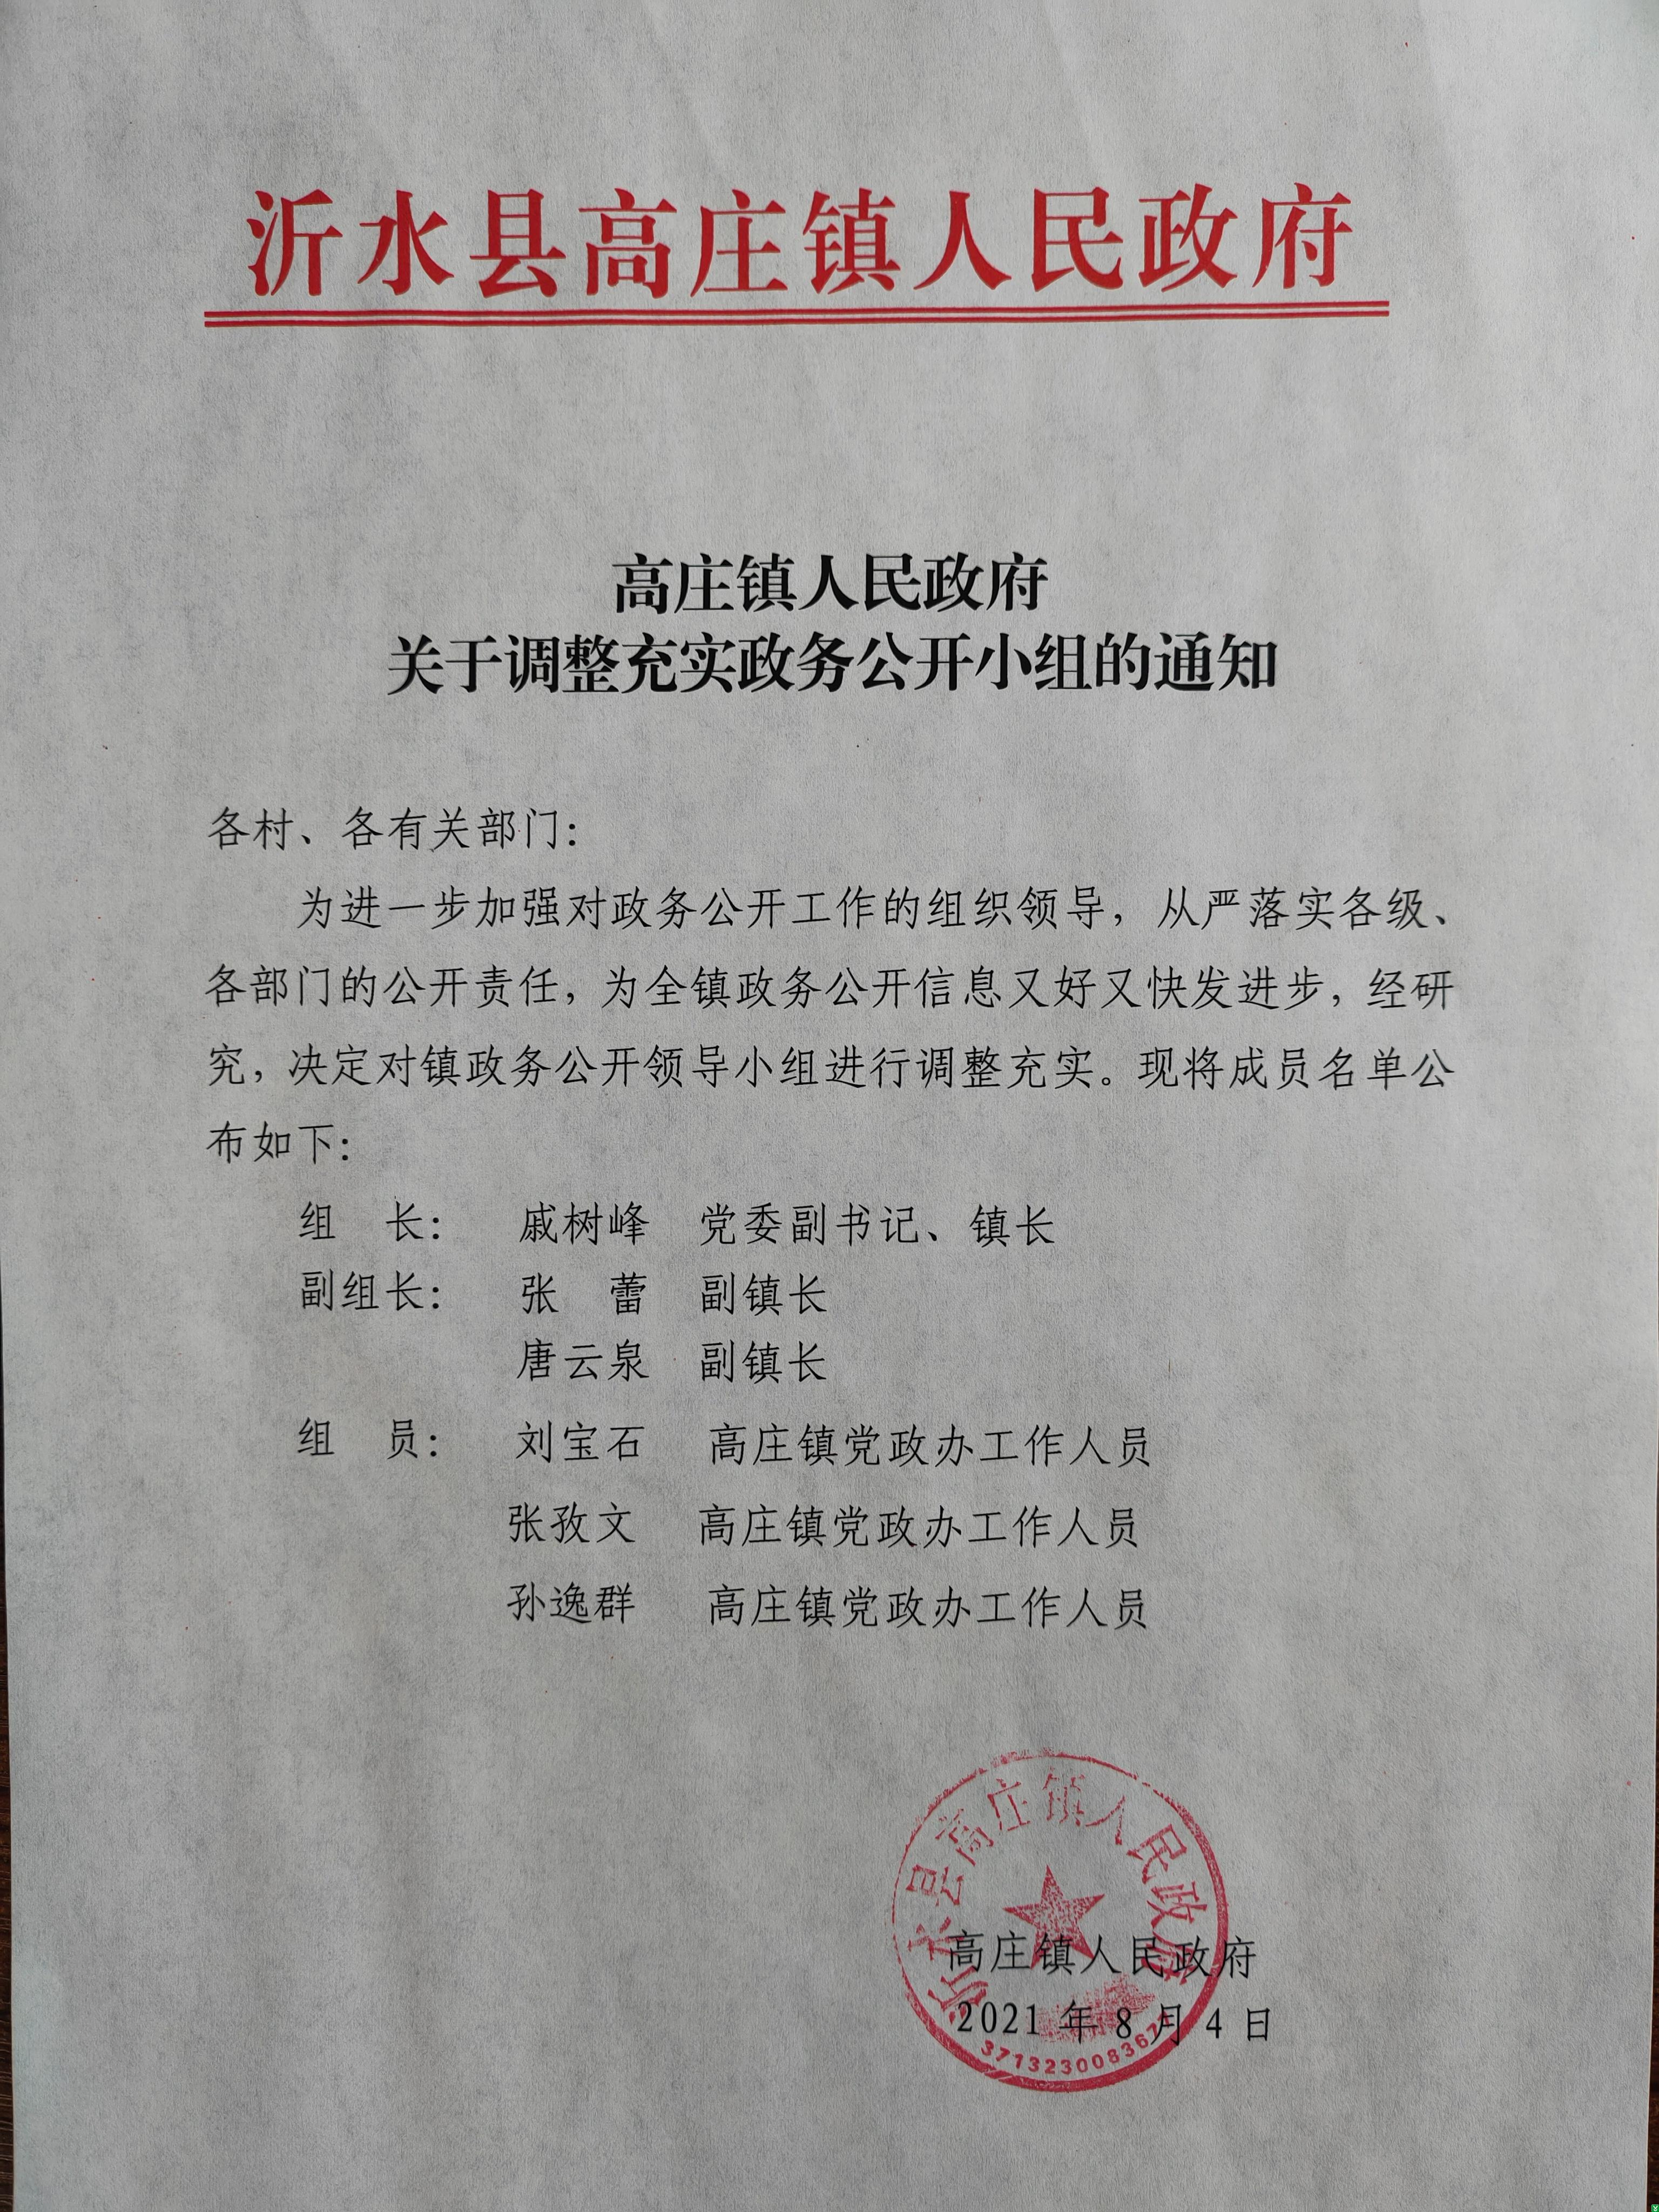 沂水县高庄镇人民政府
高庄镇人民政府
关于调整充实政务公开小组的通知
各村、各有关部门：
为进一步加强对政务公开工作的组织领导，从严落实各级、
各部门的公开责任，为全镇政务公开信息又好又快发进步，经研
究，决定对镇政务公开领导小组进行调整充实。现将成员名单公
布如下：
组　长：　戚树峰　党委副书记、镇长
副组长：　张　蕾　副镇长
唐云泉　副镇长
组　员：　刘宝石　高庄镇党政办工作人员
张孜文　高庄镇党政办工作人员
孙逸群　高庄镇党政办工作人员
沂水县高庄镇人民政府
高庄镇人民政府
2021 年 8 月 4 日